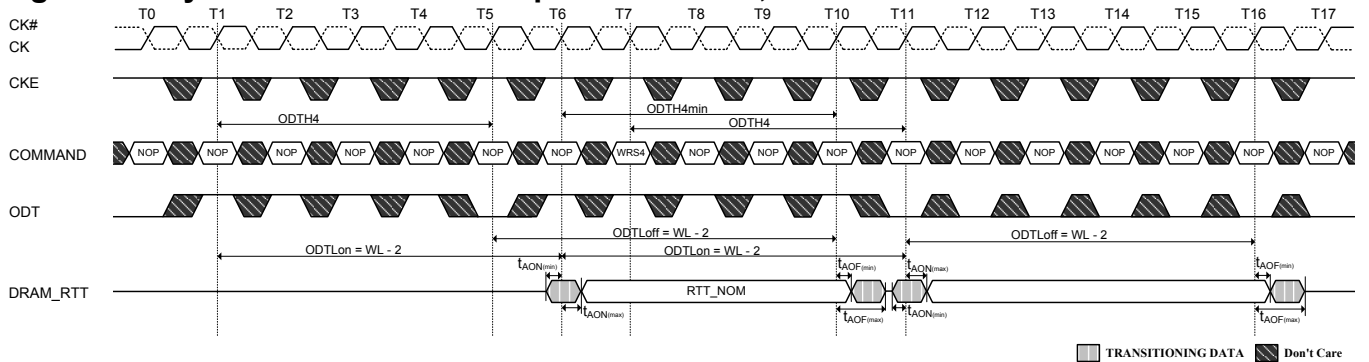 T0 T1 T2 T3 T4 T5 T6 T7 T8 T9 T10 T11 T12 T13 T14 T15 T16 T17
CK#
CK
CKE
ODTH4 ODTH4min
ODTH4
COMMAND NOP NOP NOP NOP NOP NOP NOP WRS4 NOP NOP NOP NOP NOP NOP NOP NOP NOP NOP
ODT
ODTLoff = WL - 2 ODTLoff = WL - 2
ODTLon = WL - 2 ODTLon = WL - 2
tAON(min) tAOF(min) tAON(max) tAOF(min)
DRAM_RTT RTT_NOM
tAON(max) tAOF(max) tAON(min) tAOF(max)
TRANSITIONING DATA Don't Care